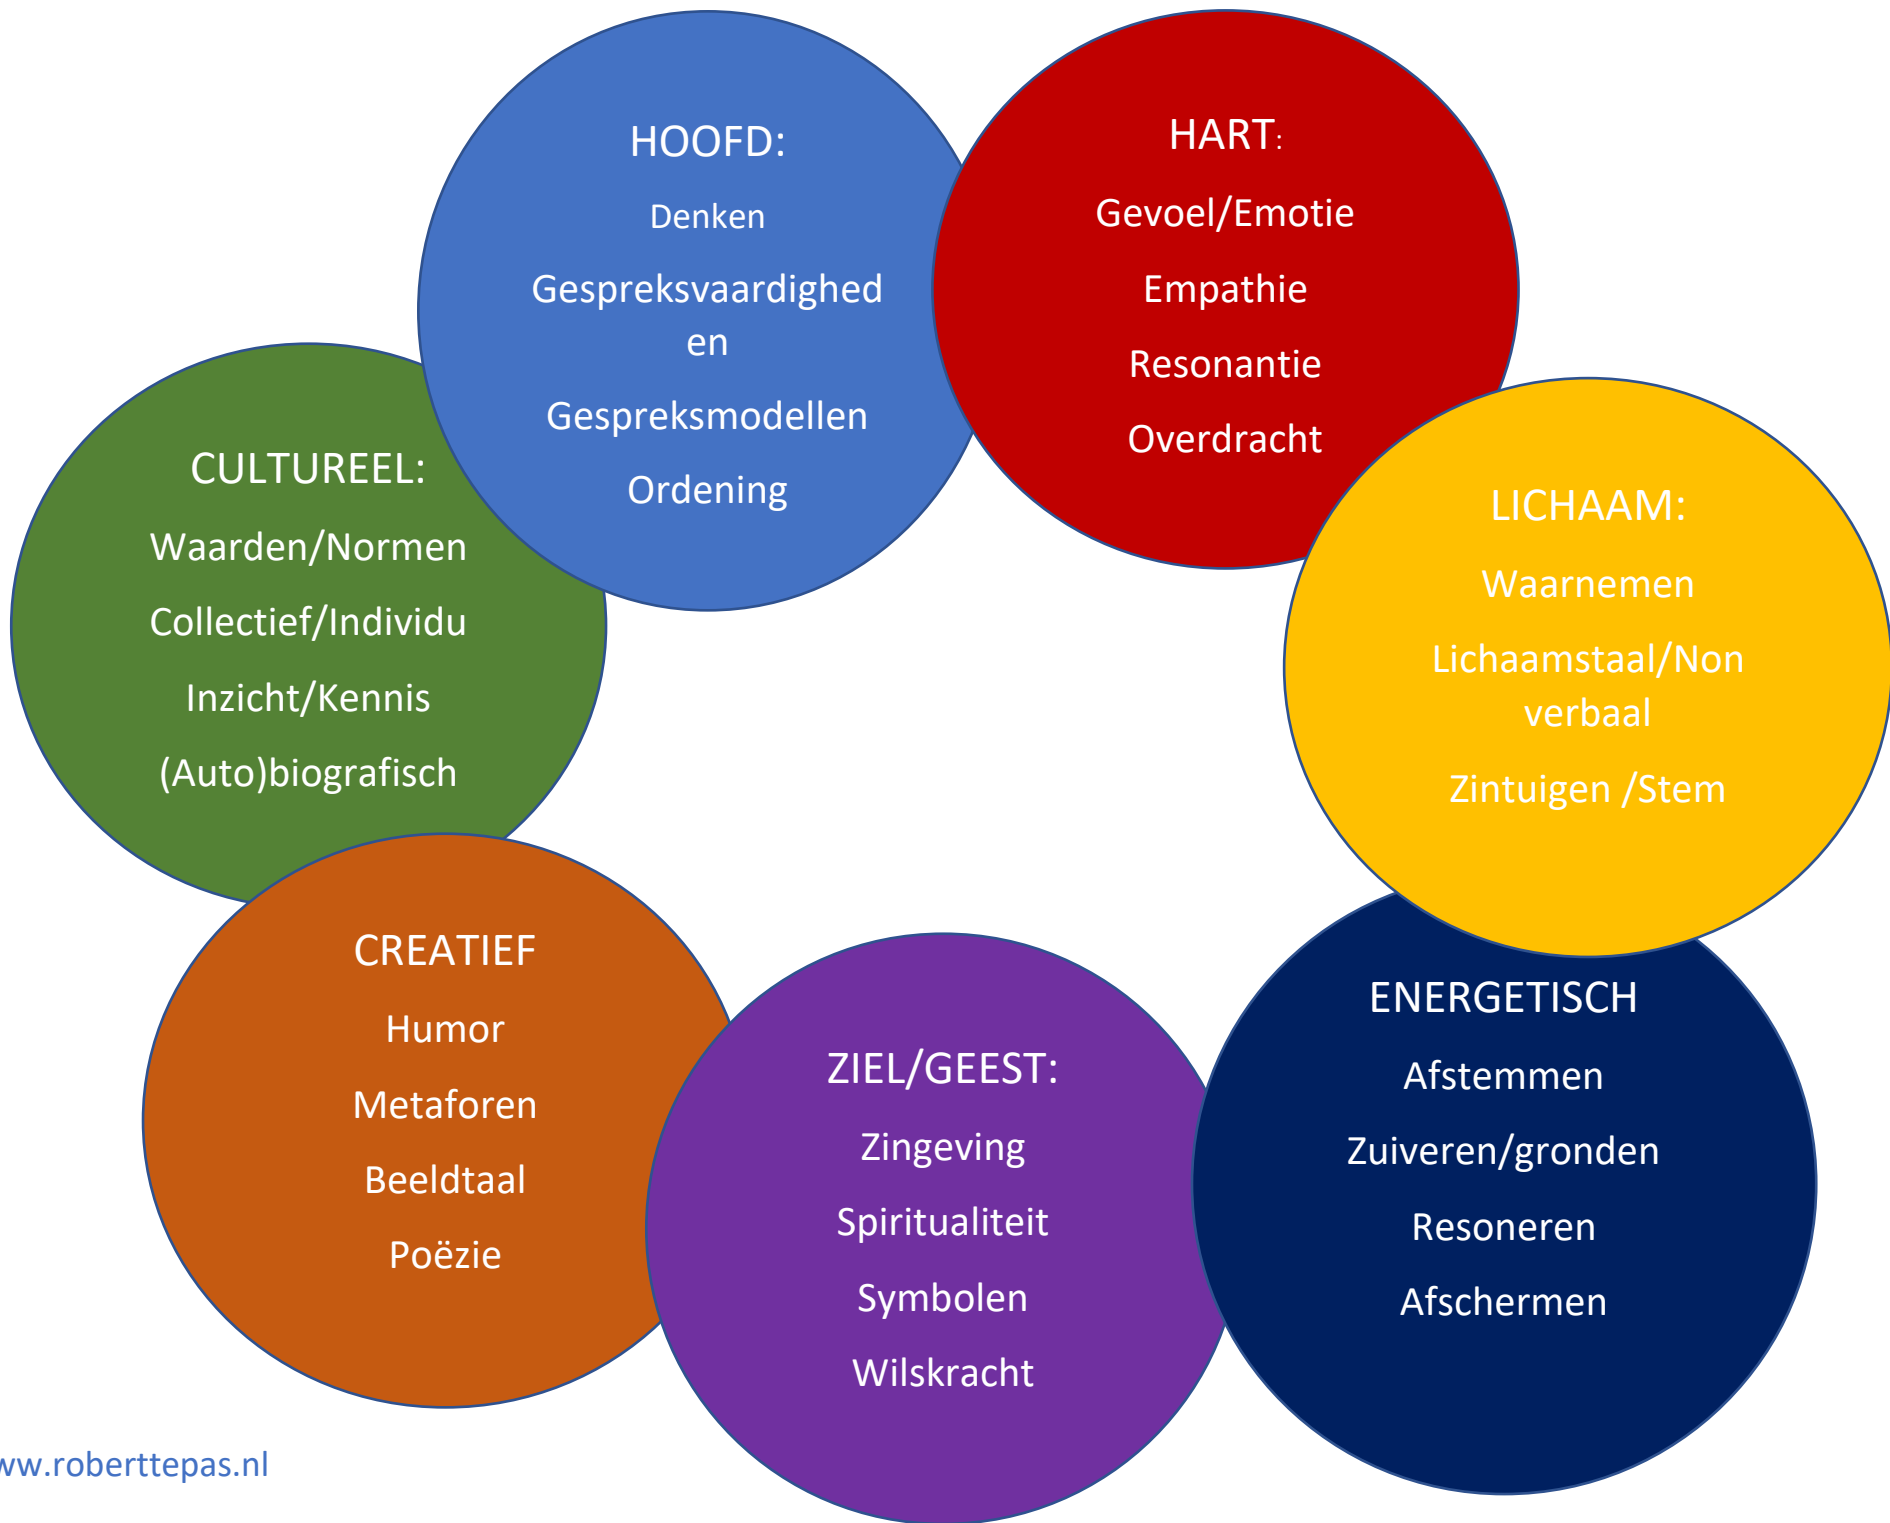 HOOFD:
Denken
Gespreksvaardighed
en
Gespreksmodellen
Ordening
HART:
Gevoel/Emotie
Empathie
Resonantie
Overdracht
LICHAAM:
Waarnemen
Lichaamstaal/Non
verbaal
Zintuigen /Stem
ENERGETISCH
Afstemmen
Zuiveren/gronden
Resoneren
Afschermen
ZIEL/GEEST:
Zingeving
Spiritualiteit
Symbolen
Wilskracht
CREATIEF
Humor
Metaforen
Beeldtaal
Poëzie
CULTUREEL:
Waarden/Normen
Collectief/Individu
Inzicht/Kennis
(Auto)biografisch
ww.roberttepas.nl